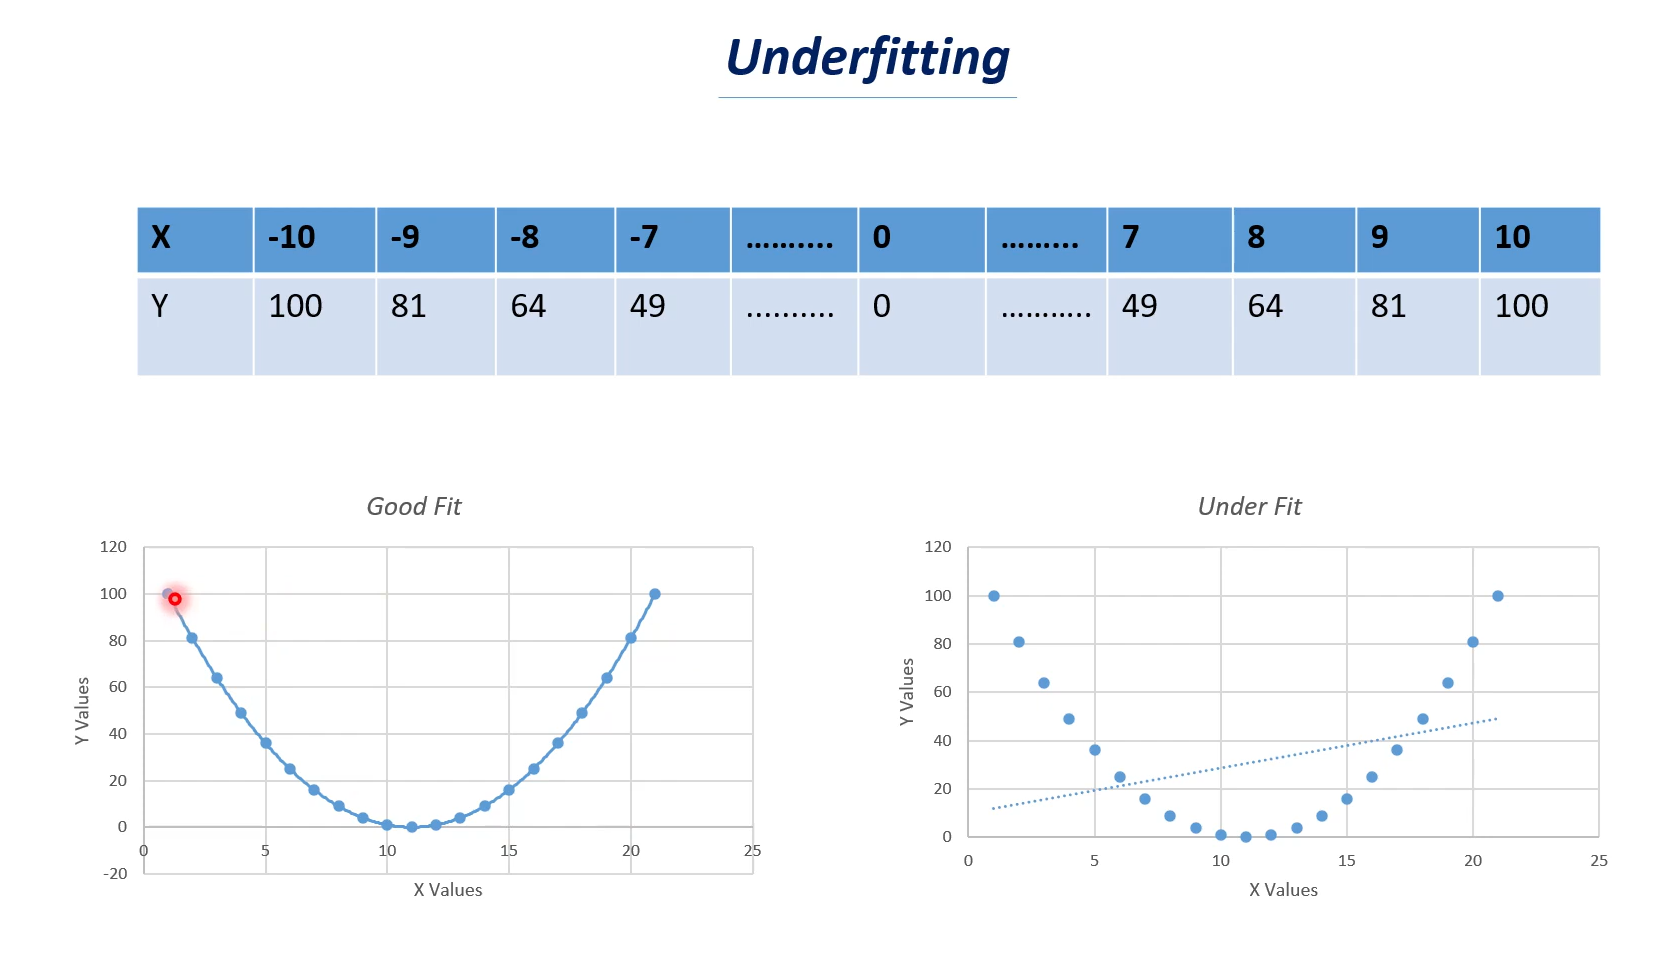 Underfitting
X -10 -9 -8 -7 .......... 0 ......... 7 8 9 10
Y 100 81 64 49 .......... 0 ........... 49 64 81 100
Good Fit
120
100
80
60
40
20
0
-20
0 5 10 15 20 25
Y Values
X Values
Under Fit
120
100
80
60
40
20
0
0 5 10 15 20 25
Y Values
X Values